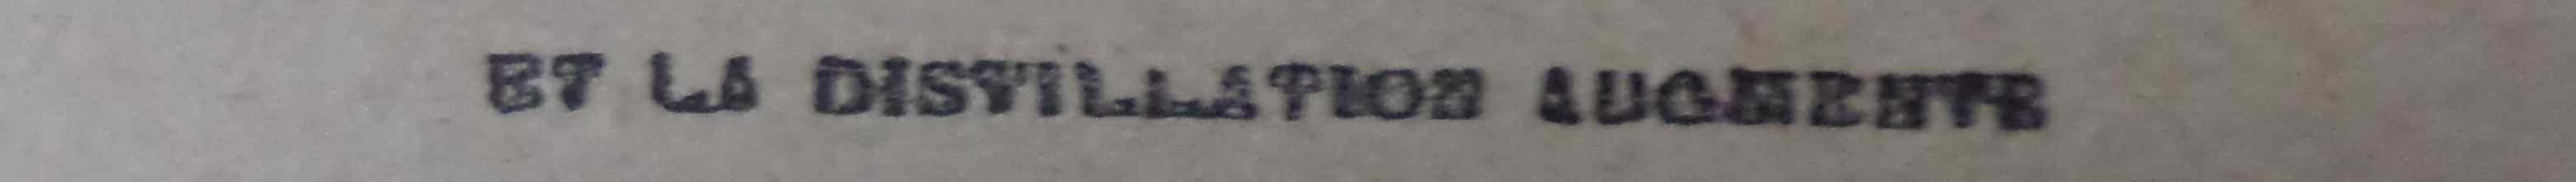 ET LA DISTILLATION AUGMENTE